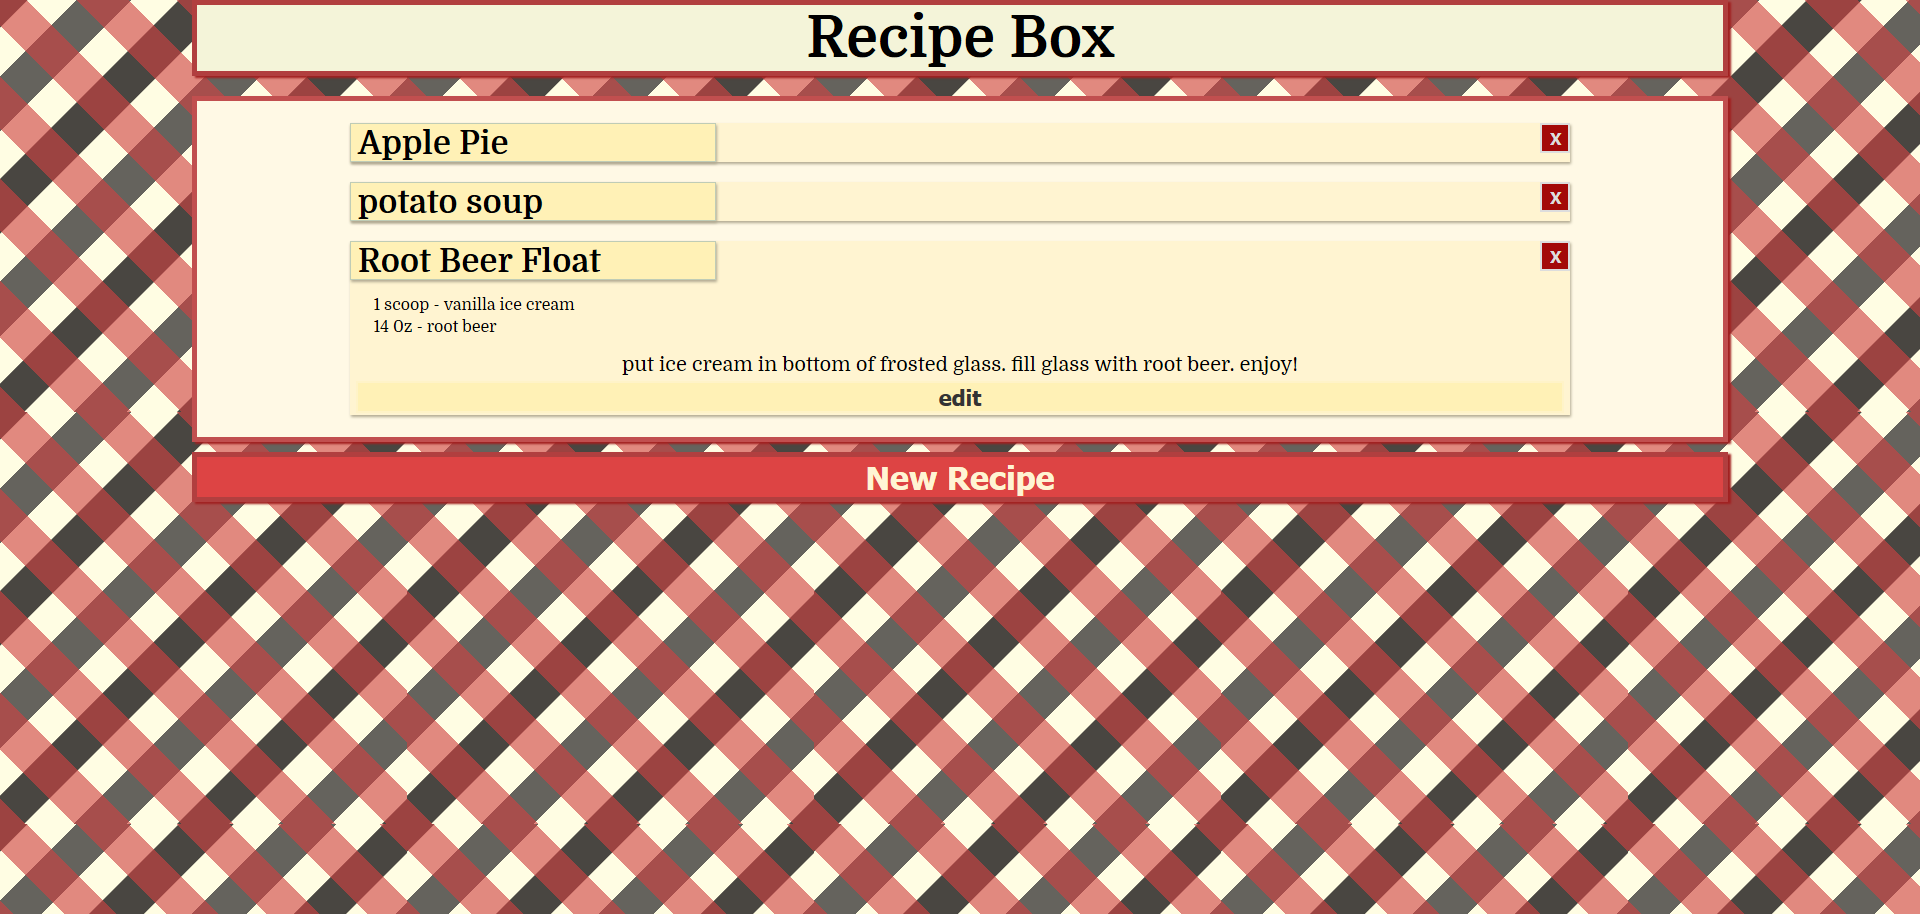 Recipe Box
Apple Pie
X
potato soup
X
Root Beer Float
X
1 scoop - vanilla ice cream
14 Oz - root beer
put ice cream in bottom of frosted glass. fill glass with root beer. enjoy!
edit
New Recipe